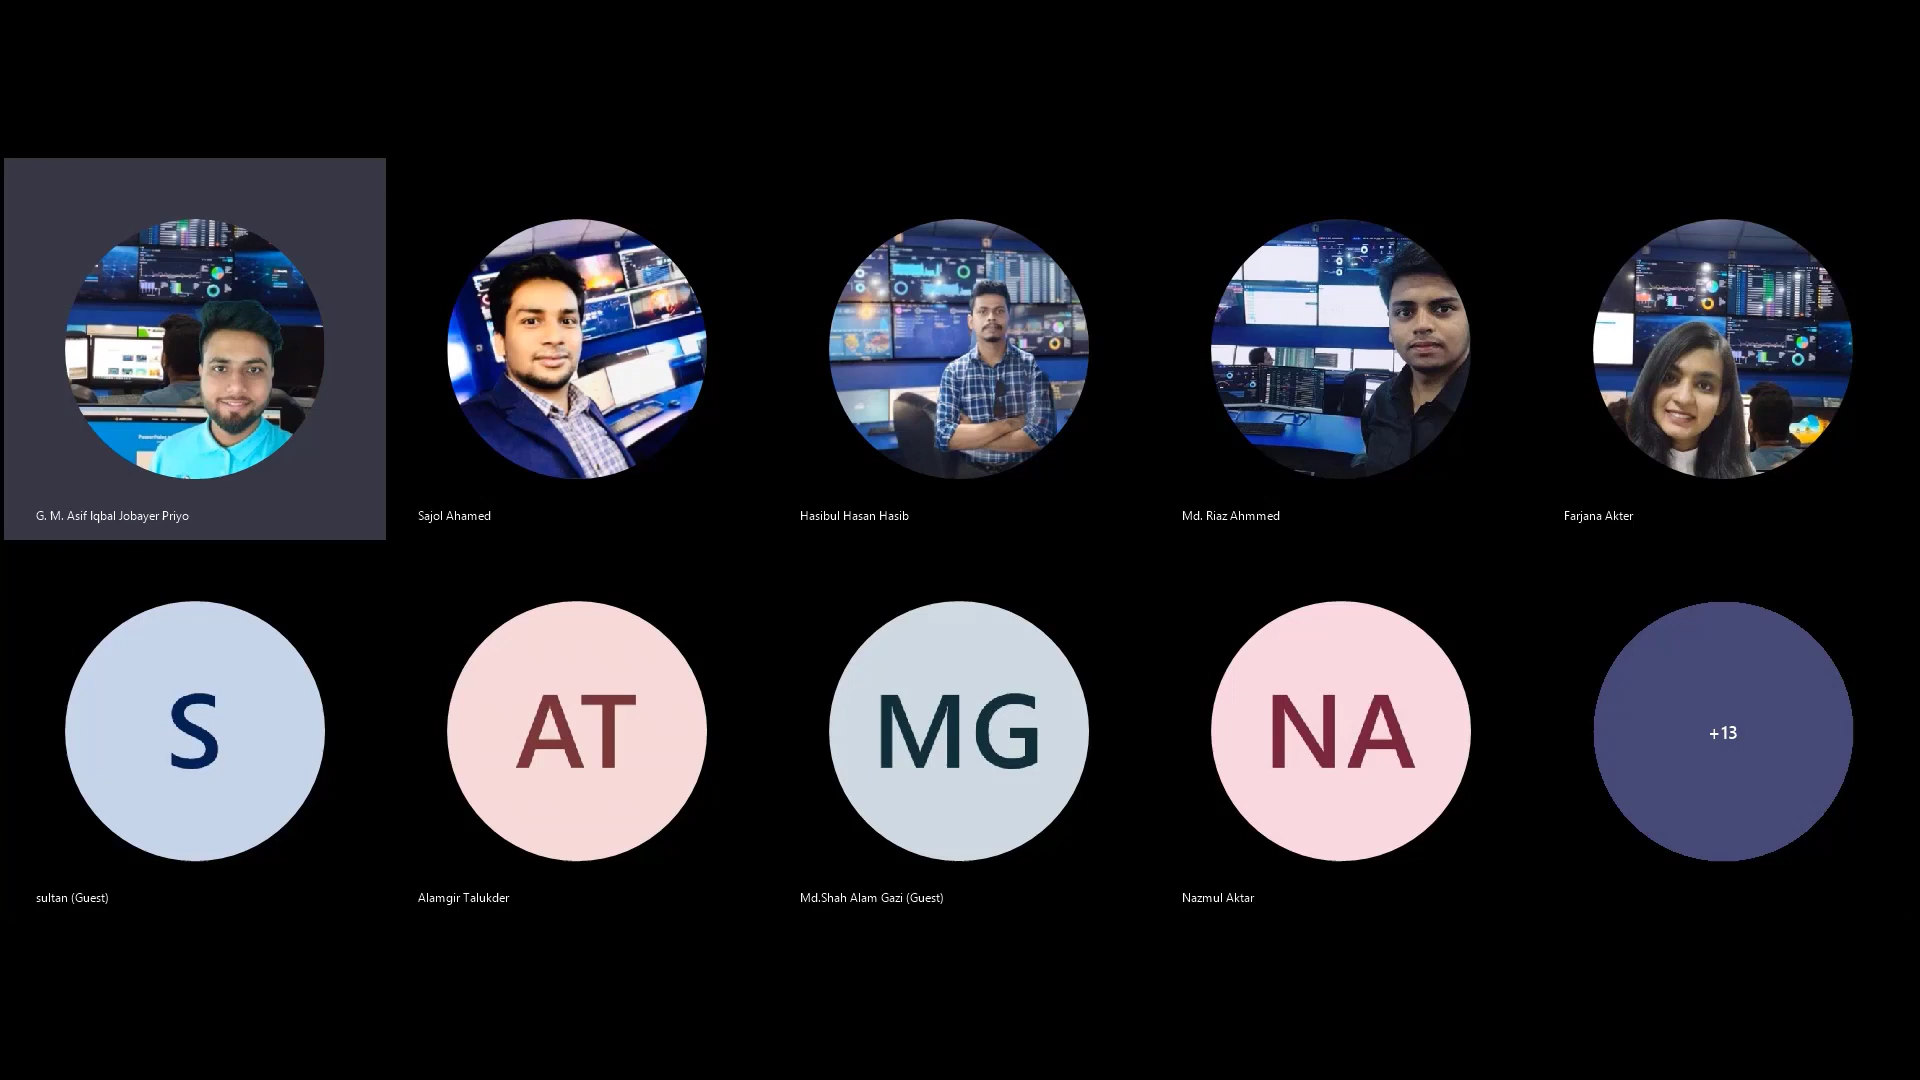 G. M. Asif Iqbal Jobayer Priyo
Sajol Ahamed
Hasibul Hasan Hasib
Md. Riaz Ahmmed
Farjana Akter
S
AT
MG
NA
+13
sultan (Guest)
Alamgir Talukder
Md.Shah Alam Gazi (Guest)
Nazmul Aktar